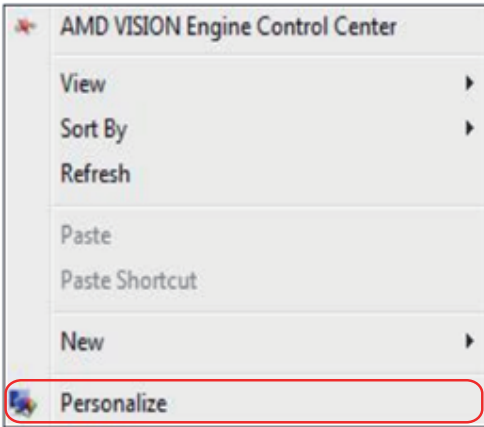 AMD VISION Engine Control Center
View
Sort By
Refresh
Paste
Paste Shortcut
New
Personalize